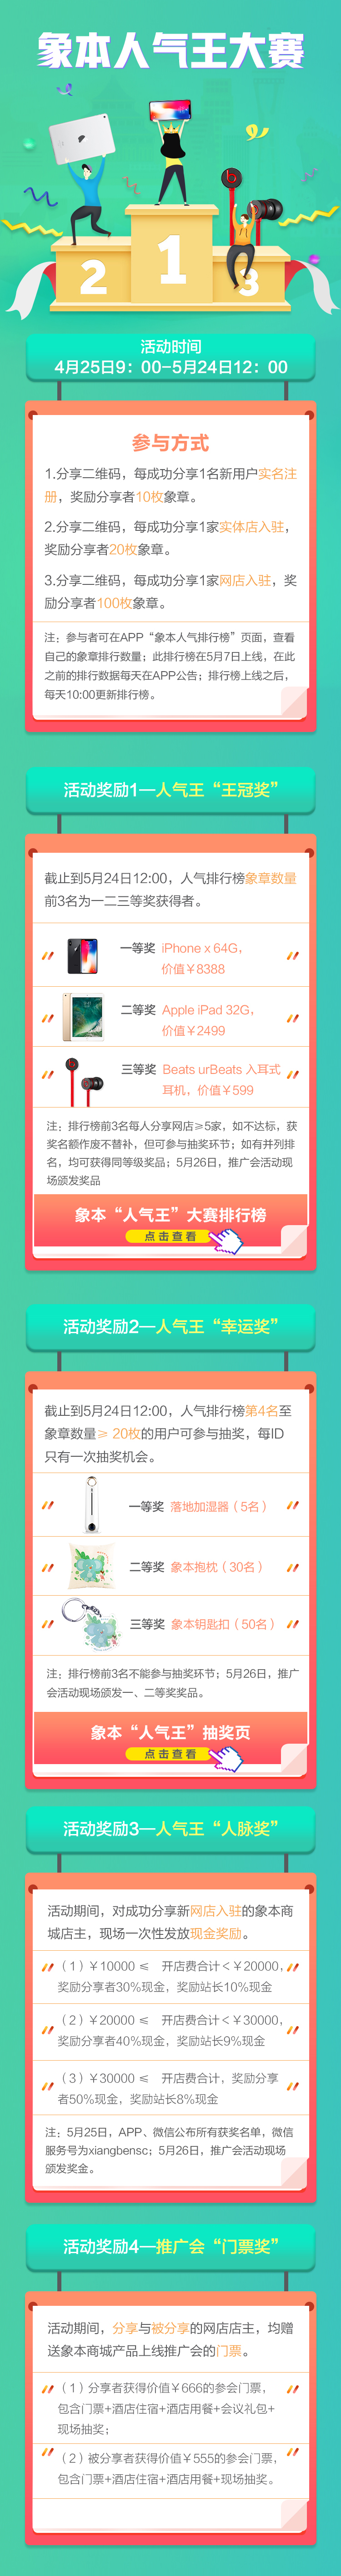 象本人气王大赛
2
1
3
活动时间
4月25日9：00-5月24日12：00
参与方式
1.分享二维码，每成功分享1名新用户实名注
册，奖励分享者10枚象章。
2.分享二维码，每成功分享1家实体店入驻，
奖励分享者20枚象章。
3.分享二维码，每成功分享1家网店入驻，奖
励分享者100枚象章。
注：参与者可在APP“象本人气排行榜”页面，查看
自己的象章排行数量；此排行榜在5月7日上线，在此
之前的排行数据每天在APP公告；排行榜上线之后，
每天10:00更新排行榜。
活动奖励1—人气王“王冠奖”
截止到5月24日12:00，人气排行榜象章数量
前3名为一二三等奖获得者。
一等奖 iPhone x 64G，
价值￥8388
二等奖 Apple iPad 32G，
价值￥2499
三等奖 Beats urBeats 入耳式
耳机，价值￥599
注：排行榜前3名每人分享网店≥5家，如不达标，获
奖名额作废不替补，但可参与抽奖环节；如有并列排
名，均可获得同等级奖品；5月26日，推广会活动现
场颁发奖品
象本“人气王”大赛排行榜
点击查看
活动奖励2—人气王“幸运奖”
截止到5月24日12:00，人气排行榜第4名至
象章数量≥ 20枚的用户可参与抽奖，每ID
只有一次抽奖机会。
一等奖 落地加湿器（5名）
二等奖 象本抱枕（30名）
三等奖 象本钥匙扣（50名）
注：排行榜前3名不能参与抽奖环节；5月26日，推广
会活动现场颁发一、二等奖奖品。
象本“人气王”抽奖页
点击查看
活动奖励3—人气王“人脉奖”
活动期间，对成功分享新网店入驻的象本商
城店主，现场一次性发放现金奖励。
（1）￥10000 ≤ 开店费合计＜￥20000，
奖励分享者30%现金，奖励站长10%现金
（2）￥20000 ≤ 开店费合计＜￥30000，
奖励分享者40%现金，奖励站长9%现金
（3）￥30000 ≤ 开店费合计，奖励分享
者50%现金，奖励站长8%现金
注：5月25日，APP、微信公布所有获奖名单，微信
服务号为xiangbensc；5月26日，推广会活动现场
颁发奖金。
活动奖励4—推广会“门票奖”
活动期间，分享与被分享的网店店主，均赠
送象本商城产品上线推广会的门票。
（1）分享者获得价值￥666的参会门票，
包含门票+酒店住宿+酒店用餐+会议礼包+
现场抽奖；
（2）被分享者获得价值￥555的参会门票，
包含门票+酒店住宿+酒店用餐+现场抽奖。